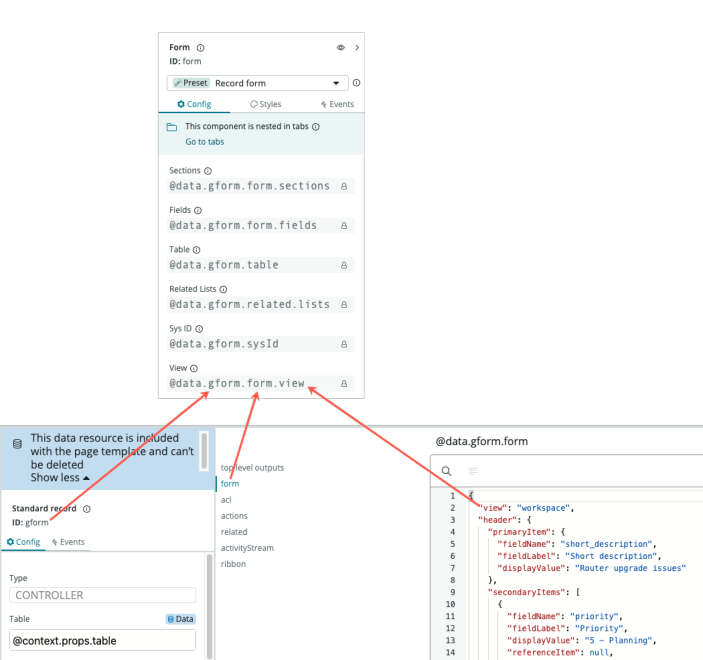 Form
ID: form
Preset Record form
Config Styles Events
This component is nested in tabs
Go to tabs
Sections
@data.gform.form.sections
Fields
@data.gform.form.fields
Table
@data.gform.table
Related Lists
@data.gform.related.lists
Sys ID
@data.gform.sysId
View
@data.gform.form.view
This data resource is included
with the page template and can't
be deleted
Show less
Standard record
ID: gform
Config Events
Type
CONTROLLER
Table Data
@context.props.table
top level outputs
form
acl
actions
related
activityStream
ribbon
@data.gform.form
1 {
2 "view": "workspace",
3 "header": {
4 "primaryItem": {
5 "fieldName": "short_description",
6 "fieldLabel": "Short description",
7 "displayValue": "Router upgrade issues"
8 },
9 "secondaryItems": [
10 {
11 "fieldName": "priority",
12 "fieldLabel": "Priority",
13 "displayValue": "5 – Planning",
14 "referenceItem": null,